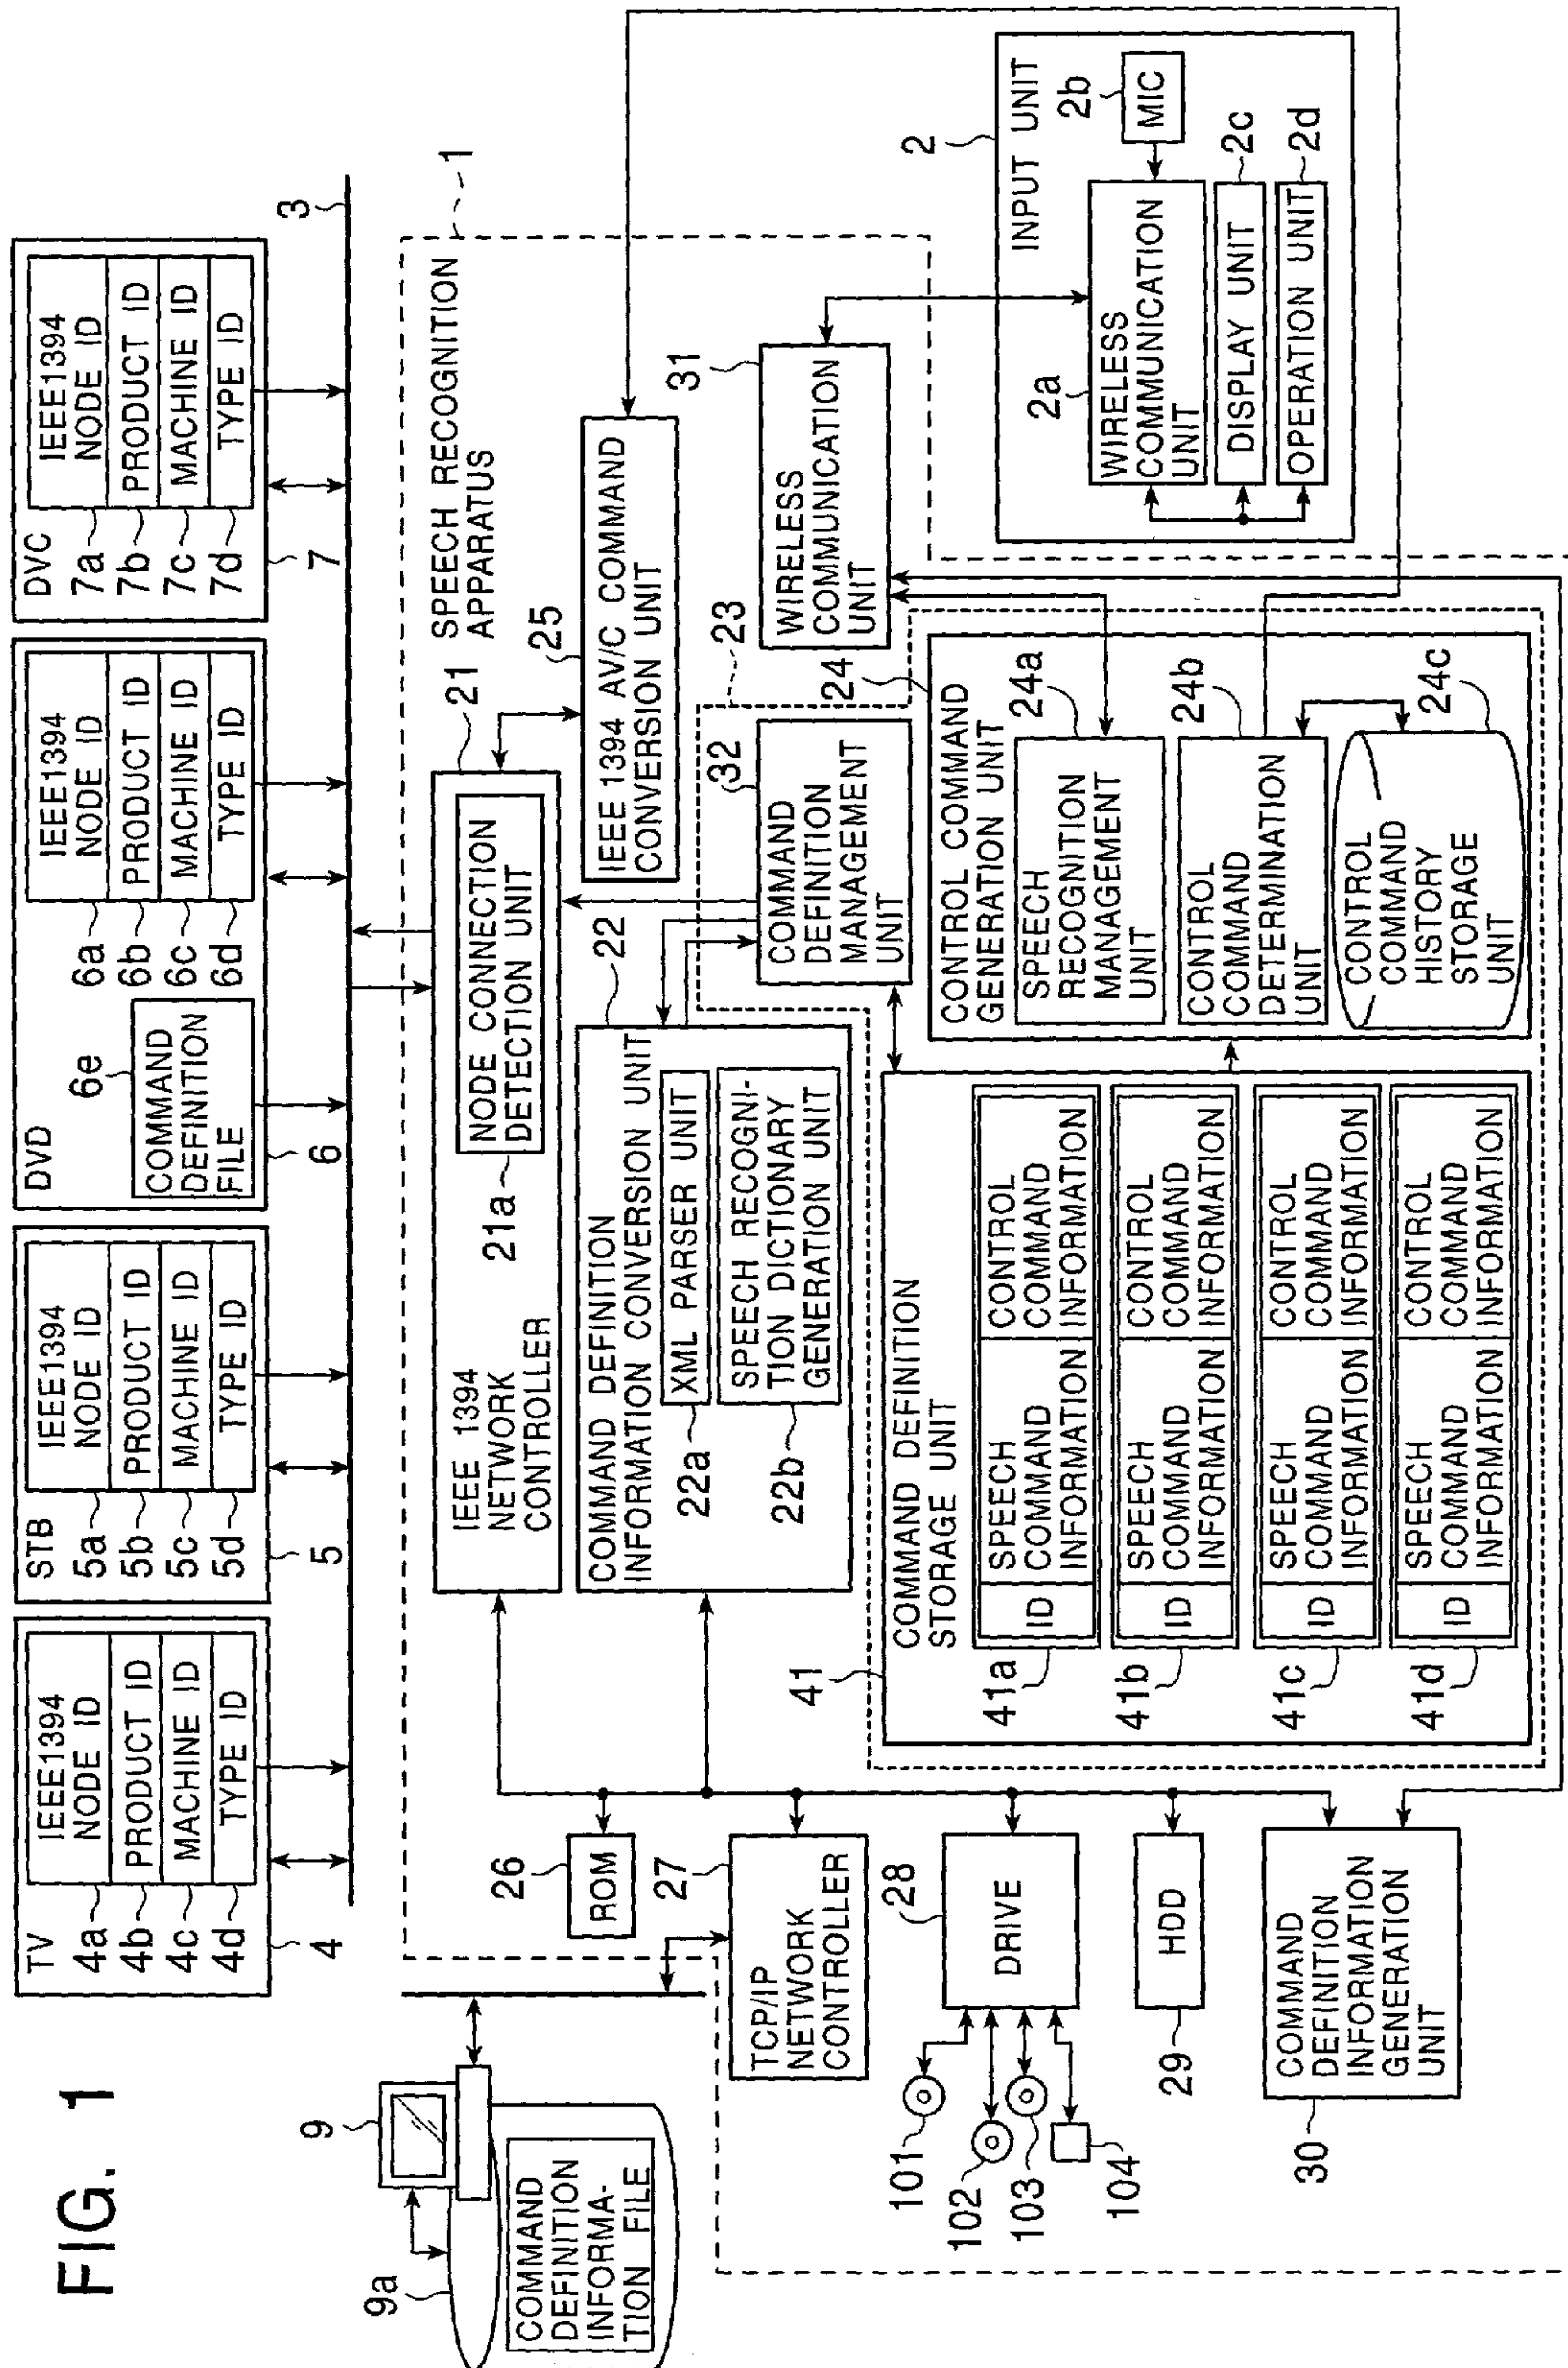 FIG. 1
TV
4a
4b
4c
4d
4
IEEE1394
NODE ID
PRODUCT ID
MACHINE ID
TYPE ID
STB
5a
5b
5c
5d
5
IEEE1394
NODE ID
PRODUCT ID
MACHINE ID
TYPE ID
DVD
6e
COMMAND
DEFINITION
FILE
6
6a
6b
6c
6d
IEEE1394
NODE ID
PRODUCT ID
MACHINE ID
TYPE ID
DVC
7a
7b
7c
7d
7
IEEE1394
NODE ID
PRODUCT ID
MACHINE ID
TYPE ID
3
9
9a
COMMAND
DEFINITION
INFORMA-
TION FILE
1
SPEECH RECOGNITION
APPARATUS
21
IEEE 1394
NETWORK
CONTROLLER
21a
NODE CONNECTION
DETECTION UNIT
25
IEEE 1394 AV/C COMMAND
CONVERSION UNIT
22
COMMAND DEFINITION
INFORMATION CONVERSION UNIT
22a
XML PARSER UNIT
22b
SPEECH RECOGNI-
TION DICTIONARY
GENERATION UNIT
32
COMMAND
DEFINITION
MANAGEMENT
UNIT
23
31
WIRELESS
COMMUNICATION
UNIT
2
INPUT UNIT
2a
WIRELESS
COMMUNICATION
UNIT
2b
MIC
2c
DISPLAY UNIT
2d
OPERATION UNIT
26
ROM
27
TCP/IP
NETWORK
CONTROLLER
28
DRIVE
101
102
103
104
29
HDD
30
COMMAND
DEFINITION
INFORMATION
GENERATION
UNIT
41
COMMAND DEFINITION
STORAGE UNIT
41a
ID
SPEECH
COMMAND
INFORMATION
CONTROL
COMMAND
INFORMATION
41b
ID
SPEECH
COMMAND
INFORMATION
CONTROL
COMMAND
INFORMATION
41c
ID
SPEECH
COMMAND
INFORMATION
CONTROL
COMMAND
INFORMATION
41d
ID
SPEECH
COMMAND
INFORMATION
CONTROL
COMMAND
INFORMATION
24
CONTROL COMMAND
GENERATION UNIT
24a
SPEECH
RECOGNITION
MANAGEMENT
UNIT
24b
CONTROL
COMMAND
DETERMINATION
UNIT
24c
CONTROL
COMMAND
HISTORY
STORAGE
UNIT